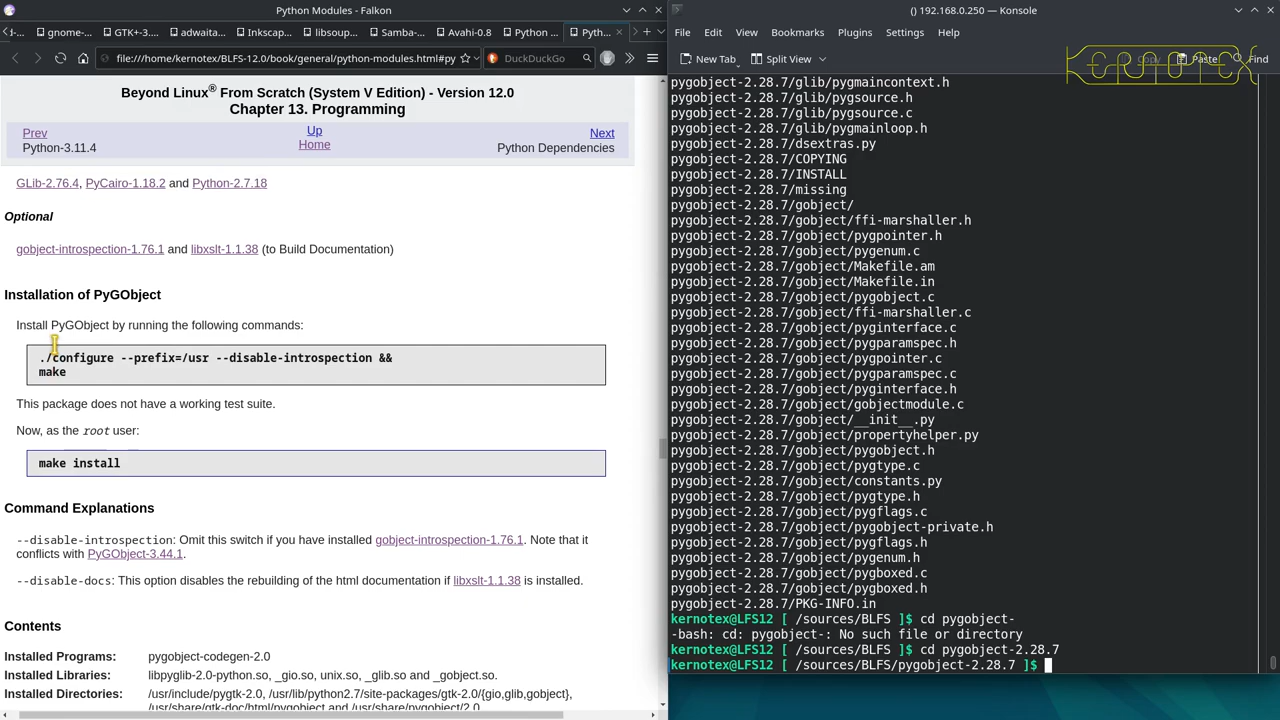 Python Modules - Falkon
() 192.168.0.250 — Konsole
gnome-...
GTK+-3....
adwaita...
Inkscap...
libsoup...
Samba-...
Avahi-0.8
Python ...
Pyth...
file:///home/kernotex/BLFS-12.0/book/general/python-modules.html#py
DuckDuckGo
Beyond Linux® From Scratch (System V Edition) - Version 12.0
Chapter 13. Programming
Prev
Up
Next
Python-3.11.4
Home
Python Dependencies
GLib-2.76.4, PyCairo-1.18.2 and Python-2.7.18
Optional
gobject-introspection-1.76.1 and libxslt-1.1.38 (to Build Documentation)
Installation of PyGObject
Install PyGObject by running the following commands:
./configure --prefix=/usr --disable-introspection &&
make
This package does not have a working test suite.
Now, as the root user:
make install
Command Explanations
--disable-introspection: Omit this switch if you have installed gobject-introspection-1.76.1. Note that it
conflicts with PyGObject-3.44.1.
--disable-docs: This option disables the rebuilding of the html documentation if libxslt-1.1.38 is installed.
Contents
Installed Programs: pygobject-codegen-2.0
Installed Libraries: libpyglib-2.0-python.so, _gio.so, unix.so, _glib.so and _gobject.so.
Installed Directories: /usr/include/pygtk-2.0, /usr/lib/python2.7/site-packages/gtk-2.0/{gio,glib,gobject},
/usr/share/gtk-doc/html/pygobject and /usr/share/pygobject/2.0
File Edit View Bookmarks Plugins Settings Help
New Tab
Split View
Copy
Paste
Find
KERNOTEX
pygobject-2.28.7/glib/pygmaincontext.h
pygobject-2.28.7/glib/pygsource.h
pygobject-2.28.7/glib/pygsource.c
pygobject-2.28.7/glib/pygmainloop.h
pygobject-2.28.7/dsextras.py
pygobject-2.28.7/COPYING
pygobject-2.28.7/INSTALL
pygobject-2.28.7/missing
pygobject-2.28.7/gobject/
pygobject-2.28.7/gobject/ffi-marshaller.h
pygobject-2.28.7/gobject/pygpointer.h
pygobject-2.28.7/gobject/pygenum.c
pygobject-2.28.7/gobject/Makefile.am
pygobject-2.28.7/gobject/Makefile.in
pygobject-2.28.7/gobject/pygobject.c
pygobject-2.28.7/gobject/ffi-marshaller.c
pygobject-2.28.7/gobject/pyginterface.c
pygobject-2.28.7/gobject/pygparamspec.h
pygobject-2.28.7/gobject/pygpointer.c
pygobject-2.28.7/gobject/pygparamspec.c
pygobject-2.28.7/gobject/pyginterface.h
pygobject-2.28.7/gobject/gobjectmodule.c
pygobject-2.28.7/gobject/__init__.py
pygobject-2.28.7/gobject/propertyhelper.py
pygobject-2.28.7/gobject/pygobject.h
pygobject-2.28.7/gobject/pygtype.c
pygobject-2.28.7/gobject/constants.py
pygobject-2.28.7/gobject/pygtype.h
pygobject-2.28.7/gobject/pygflags.c
pygobject-2.28.7/gobject/pygobject-private.h
pygobject-2.28.7/gobject/pygflags.h
pygobject-2.28.7/gobject/pygenum.h
pygobject-2.28.7/gobject/pygboxed.c
pygobject-2.28.7/gobject/pygboxed.h
pygobject-2.28.7/PKG-INFO.in
kernotex@LFS12 [ /sources/BLFS ]$ cd pygobject-
-bash: cd: pygobject-: No such file or directory
kernotex@LFS12 [ /sources/BLFS ]$ cd pygobject-2.28.7
kernotex@LFS12 [ /sources/BLFS/pygobject-2.28.7 ]$